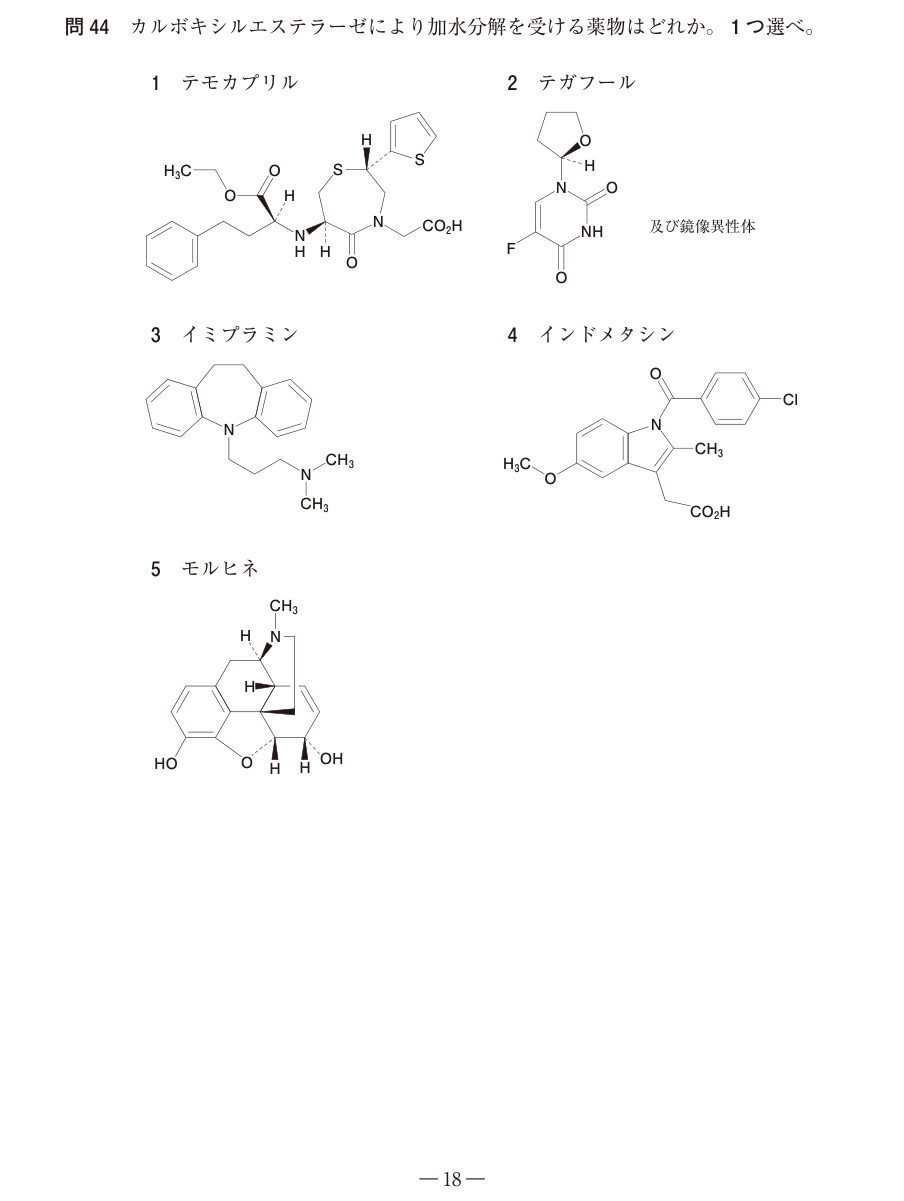 問 44 カルボキシルエステラーゼにより加水分解を受ける薬物はどれか。1つ選べ。
1 テモカプリル
H₃C
O
O
H
N
H
H
S
H
S
N
O
CO₂H
2 テガフール
O
H
N
O
NH
F
O
及び鏡像異性体
3 イミプラミン
N
N
CH₃
CH₃
4 インドメタシン
O
Cl
N
CH₃
H₃C
O
CO₂H
5 モルヒネ
CH₃
H
N
H
HO
O
H
H
OH
— 18 —